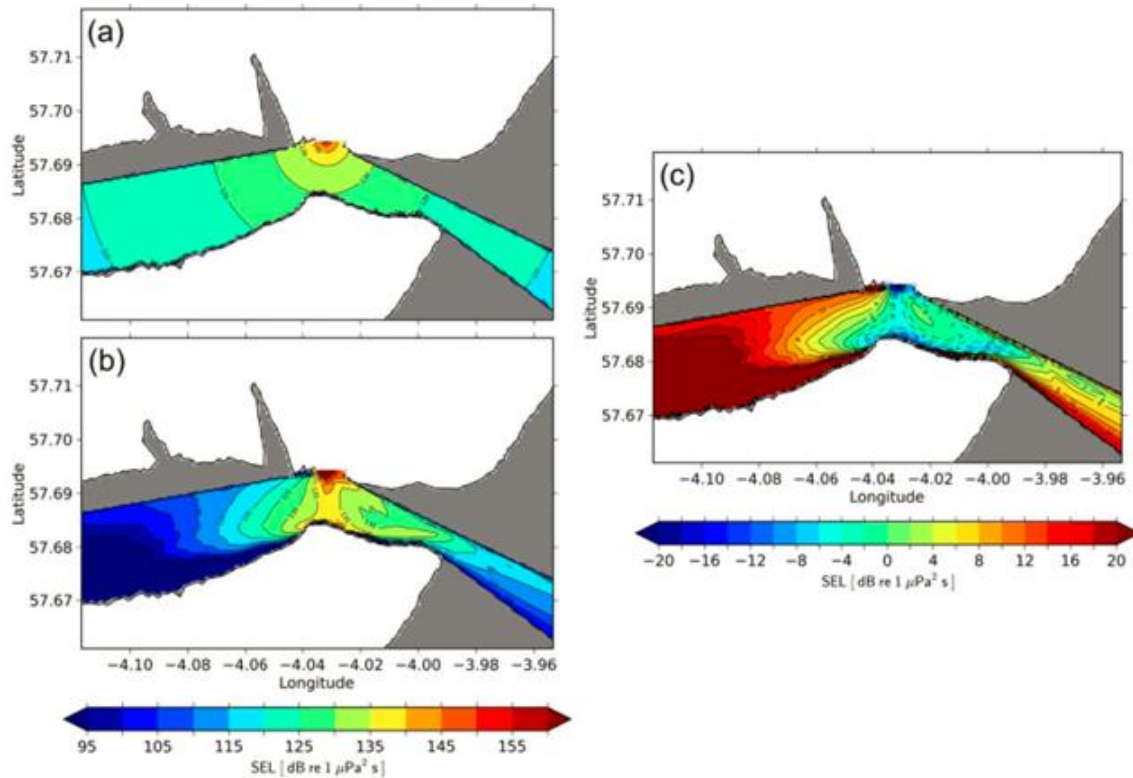 (a)
57.71
57.70
57.69
57.68
57.67
Latitude
(b)
57.71
57.70
57.69
57.68
57.67
Latitude
−4.10 −4.08 −4.06 −4.04 −4.02 −4.00 −3.98 −3.96
Longitude
95 105 115 125 135 145 155
SEL [ dB re 1 μPa² s ]
(c)
57.71
57.70
57.69
57.68
57.67
Latitude
−4.10 −4.08 −4.06 −4.04 −4.02 −4.00 −3.98 −3.96
Longitude
−20 −16 −12 −8 −4 0 4 8 12 16 20
SEL [ dB re 1 μPa² s ]